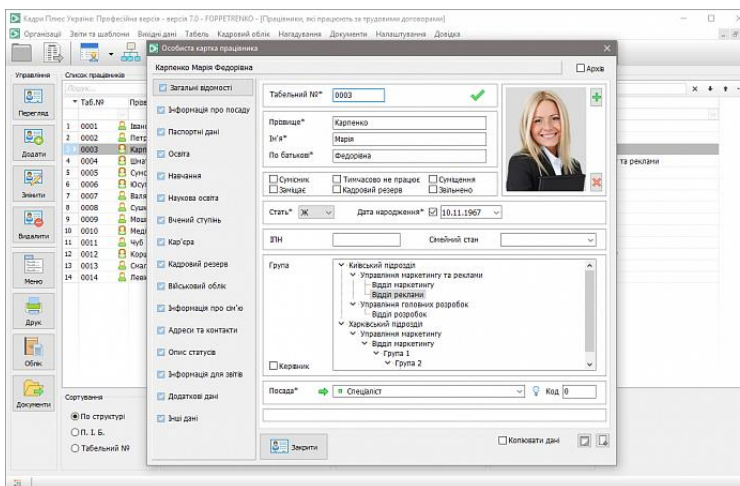 Кадри Плюс Україна: Професійна версія - версія 7.0 - FOPPETRENKO - [Працівники, які працюють за трудовими договорами]
Організації Звіти та шаблони Вихідні дані Табель Кадровий облік Нагадування Документи Налаштування Довідка
Особиста картка працівника
Карпенко Марія Федорівна
Архів
Управління
Список працівників
Пошук...
Таб.№
1 0001
2 0002
3 0003
4 0004
5 0005
6 0006
7 0007
8 0008
9 0009
10 0010
11 0011 Чуб
12 0012
13 0013
14 0014
та реклами
Перегляд
Додати
Змінити
Видалити
Меню
Друк
Облік
Документи
Сортування
По структурі
П. І. Б.
Табельний №
Загальні відомості
Інформація про посаду
Паспортні дані
Освіта
Навчання
Наукова освіта
Вчений ступінь
Кар'єра
Кадровий резерв
Військовий облік
Інформація про сім'ю
Адреси та контакти
Опис статусів
Інформація для звітів
Додаткові дані
Інші дані
Табельний №* 0003
Прізвище* Карпенко
Ім'я* Марія
По батькові* Федорівна
Сумісник Тимчасово не працює Суміщення
Заміщає Кадровий резерв Звільнено
Стать* Ж Дата народження* 10.11.1967
ІПН Сімейний стан
Група
Київський підрозділ
Управління маркетингу та реклами
Відділ маркетингу
Відділ реклами
Управління головних розробок
Відділ розробок
Харківський підрозділ
Управління маркетингу
Відділ маркетингу
Група 1
Група 2
Керівник
Посада* Спеціаліст Код 0
Закрити
Копіювати дані